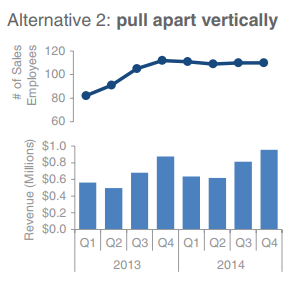 Alternative 2: pull apart vertically
# of Sales
Employees
120
100
80
60
Revenue (Millions)
$1.0
$0.8
$0.6
$0.4
$0.2
$0.0
Q1 Q2 Q3 Q4 Q1 Q2 Q3 Q4
2013 2014